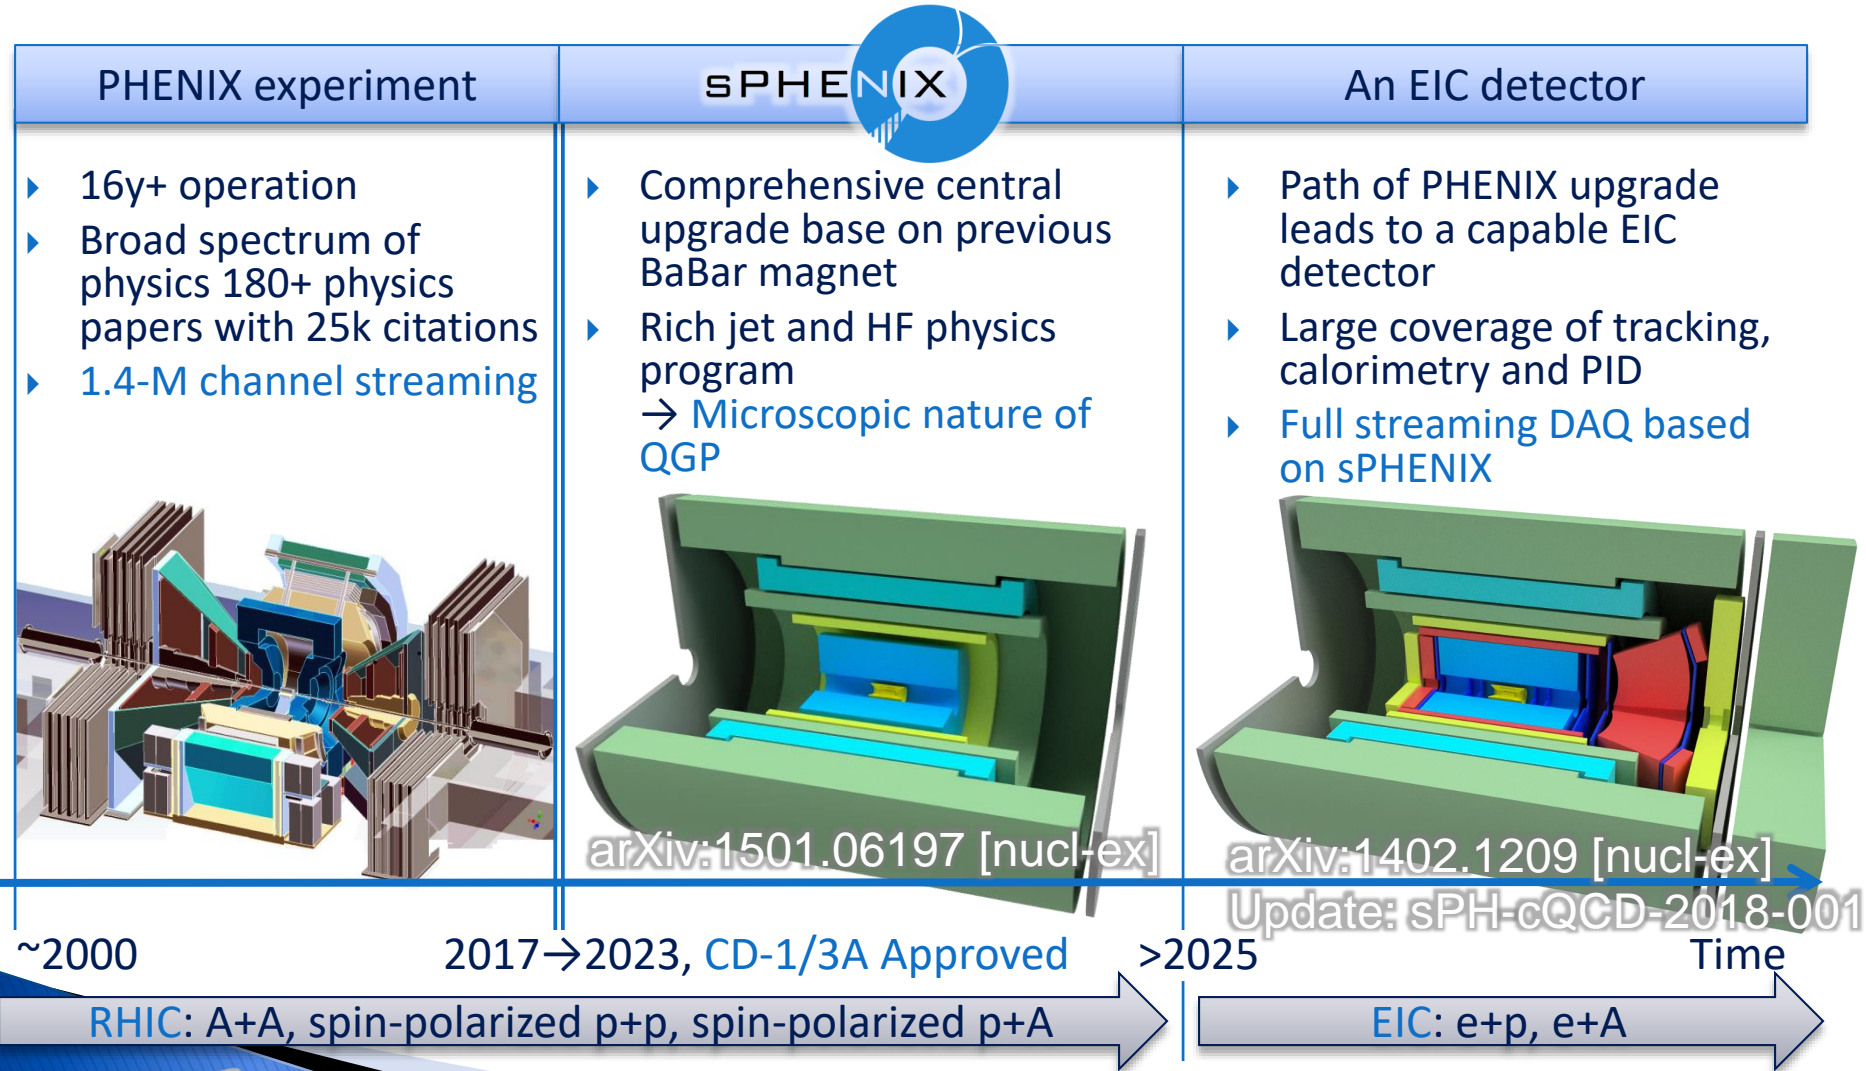 PHENIX experiment
sPHENIX
An EIC detector
16y+ operation
Broad spectrum of
physics 180+ physics
papers with 25k citations
1.4-M channel streaming
Comprehensive central
upgrade base on previous
BaBar magnet
Rich jet and HF physics
program
→ Microscopic nature of
QGP
Path of PHENIX upgrade
leads to a capable EIC
detector
Large coverage of tracking,
calorimetry and PID
Full streaming DAQ based
on sPHENIX
arXiv:1501.06197 [nucl-ex]
arXiv:1402.1209 [nucl-ex]
Update: sPH-cQCD-2018-001
~2000
2017→2023, CD-1/3A Approved
>2025
Time
RHIC: A+A, spin-polarized p+p, spin-polarized p+A
EIC: e+p, e+A